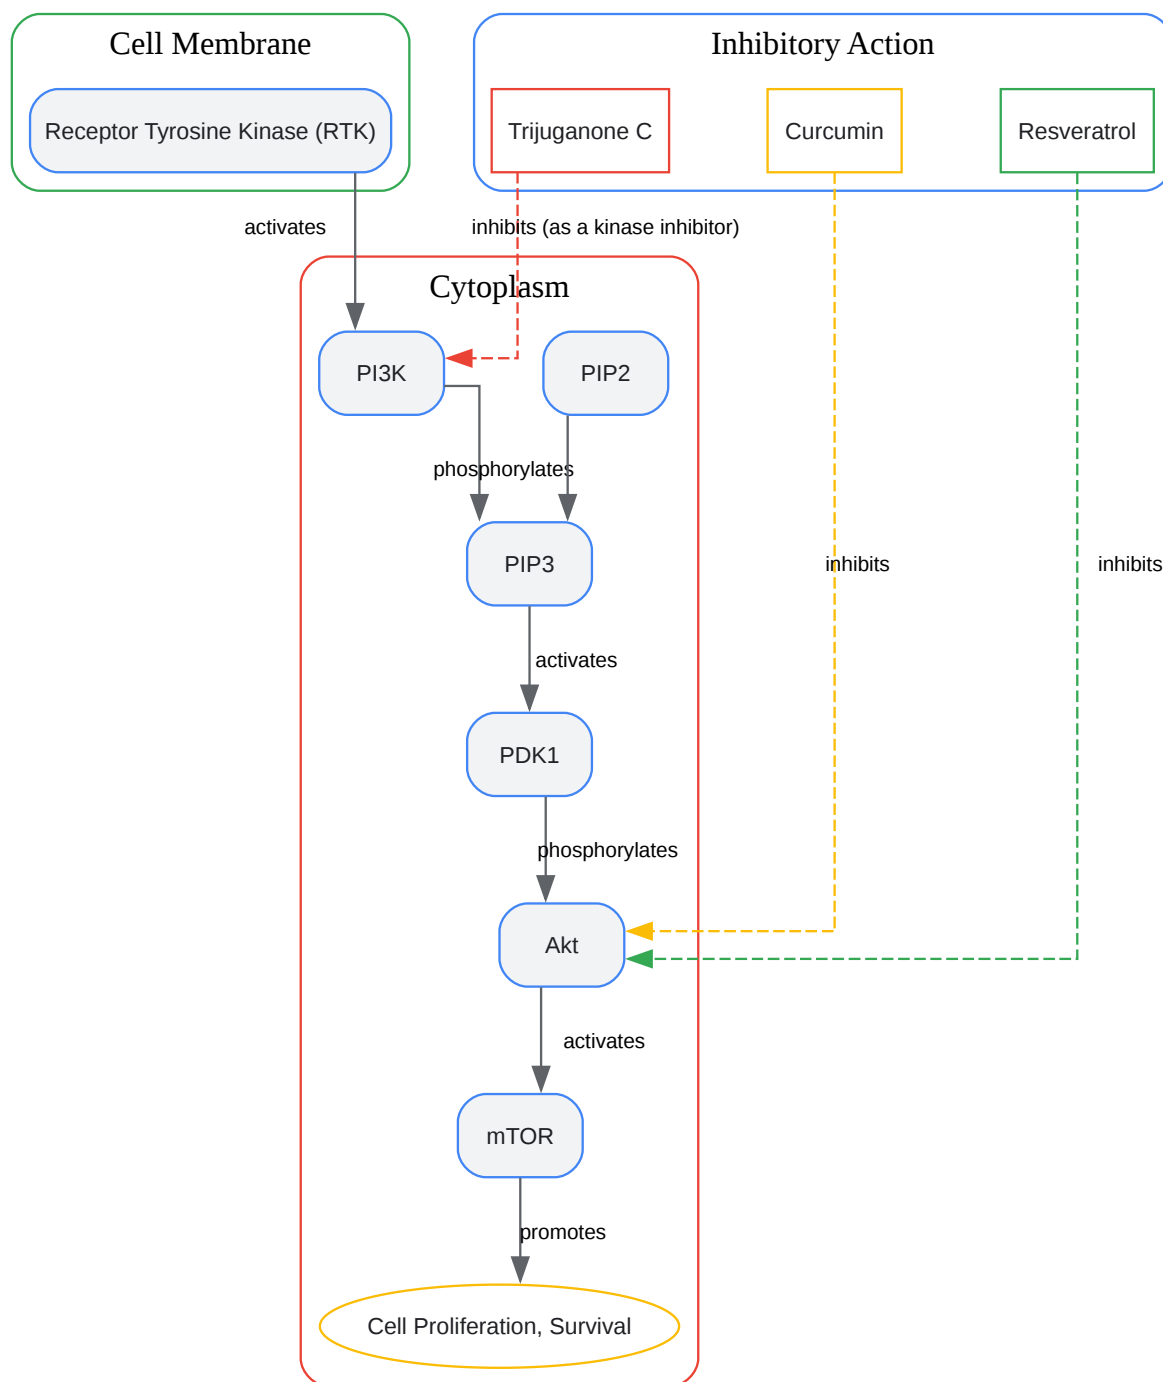 Cell Membrane
Inhibitory Action
Receptor Tyrosine Kinase (RTK)
Trijuganone C
Curcumin
Resveratrol
activates
inhibits (as a kinase inhibitor)
Cytoplasm
PI3K
PIP2
phosphorylates
PIP3
inhibits
inhibits
activates
PDK1
phosphorylates
Akt
activates
mTOR
promotes
Cell Proliferation, Survival